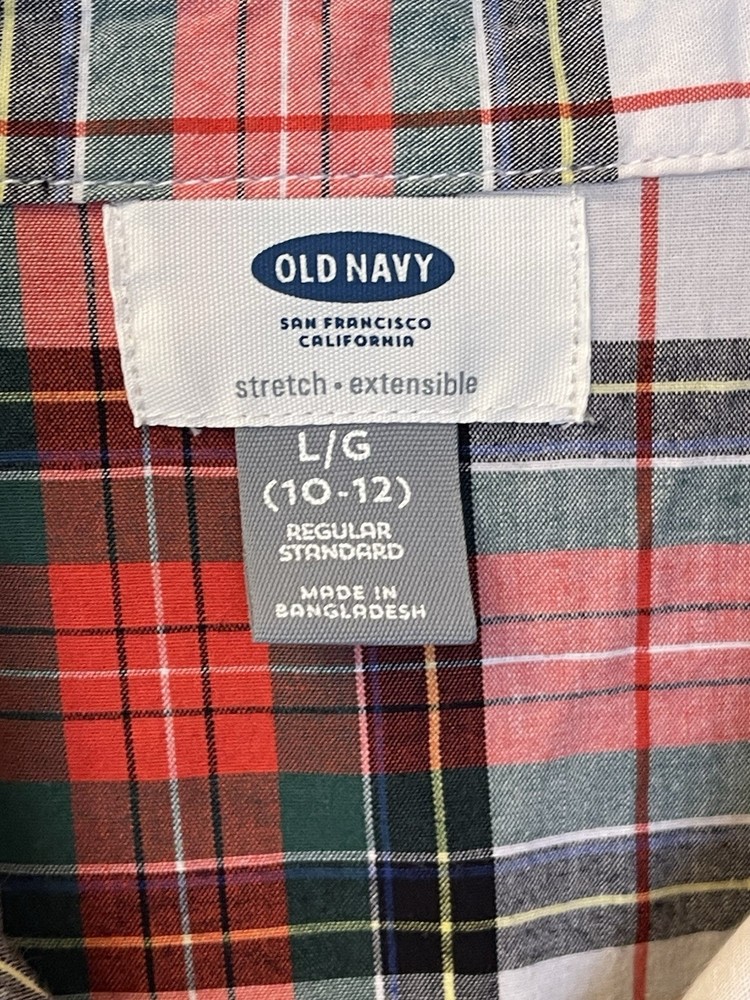 OLD NAVY
SAN FRANCISCO
CALIFORNIA
stretch • extensible
L/G
(10-12)
REGULAR
STANDARD
MADE IN
BANGLADESH